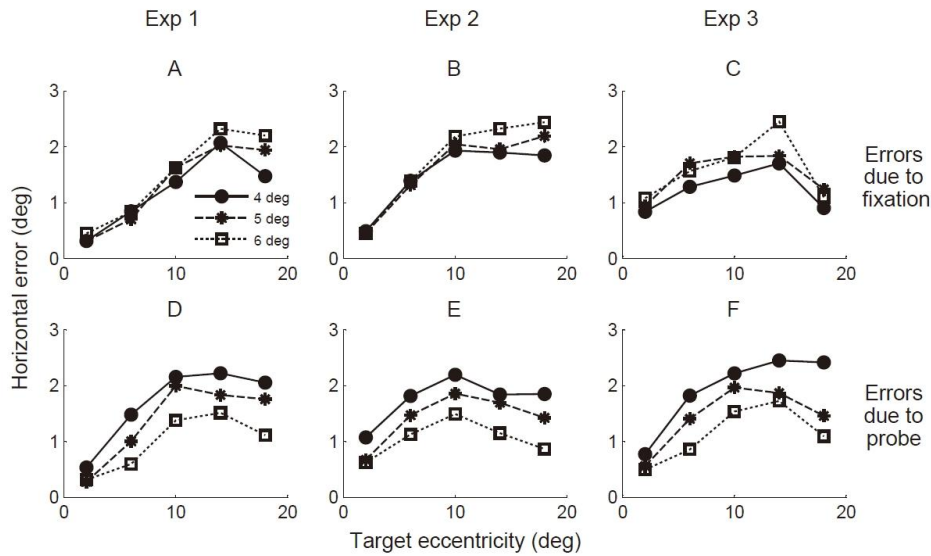 Exp 1 Exp 2 Exp 3
A B C
3 3 3
2 2 2
1 1 1
0 0 0
0 10 20 0 10 20 0 10 20
4 deg
5 deg
6 deg
Errors
due to
fixation
Horizontal error (deg)
D E F
3 3 3
2 2 2
1 1 1
0 0 0
0 10 20 0 10 20 0 10 20
Errors
due to
probe
Target eccentricity (deg)